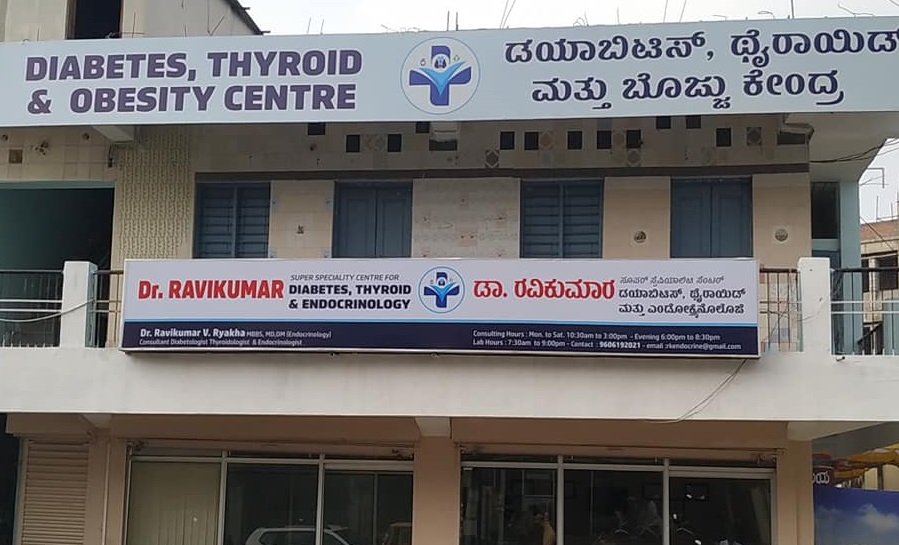 DIABETES, THYROID
& OBESITY CENTRE
ಡಯಾಬಿಟಿಸ್, ಥೈರಾಯಿಡ್
ಮತ್ತು ಬೊಜ್ಜು ಕೇಂದ್ರ
Dr. RAVIKUMAR
SUPER SPECIALITY CENTRE FOR
DIABETES, THYROID
& ENDOCRINOLOGY
ಡಾ. ರವಿಕುಮಾರ
ಸೂಪರ್ ಸ್ಪೆಷಿಯಾಲಿಟಿ ಸೆಂಟರ್
ಡಯಾಬಿಟಿಸ್, ಥೈರಾಯಿಡ್
ಮತ್ತು ಎಂಡೋಕ್ರೈನೊಲೊಜಿ
Dr. Ravikumar V. Ryakha MBBS, MD,DM (Endocrinology)
Consultant Diabetologist Thyroidologist & Endocrinologist
Consulting Hours : Mon. to Sat. 10:30am to 3:00pm - Evening 6:00pm to 8:30pm
Lab Hours : 7:30am to 9:00pm - Contact : 9606192021 - email :rkendocrine@gmail.com